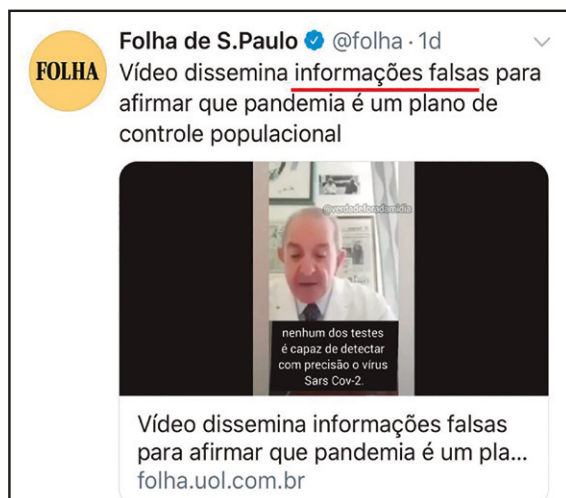 FOLHA
Folha de S.Paulo @folha · 1d
Vídeo dissemina informações falsas para
afirmar que pandemia é um plano de
controle populacional
@verdadeforadamidia
nenhum dos testes
é capaz de detectar
com precisão o vírus
Sars Cov-2.
Vídeo dissemina informações falsas
para afirmar que pandemia é um pla...
folha.uol.com.br